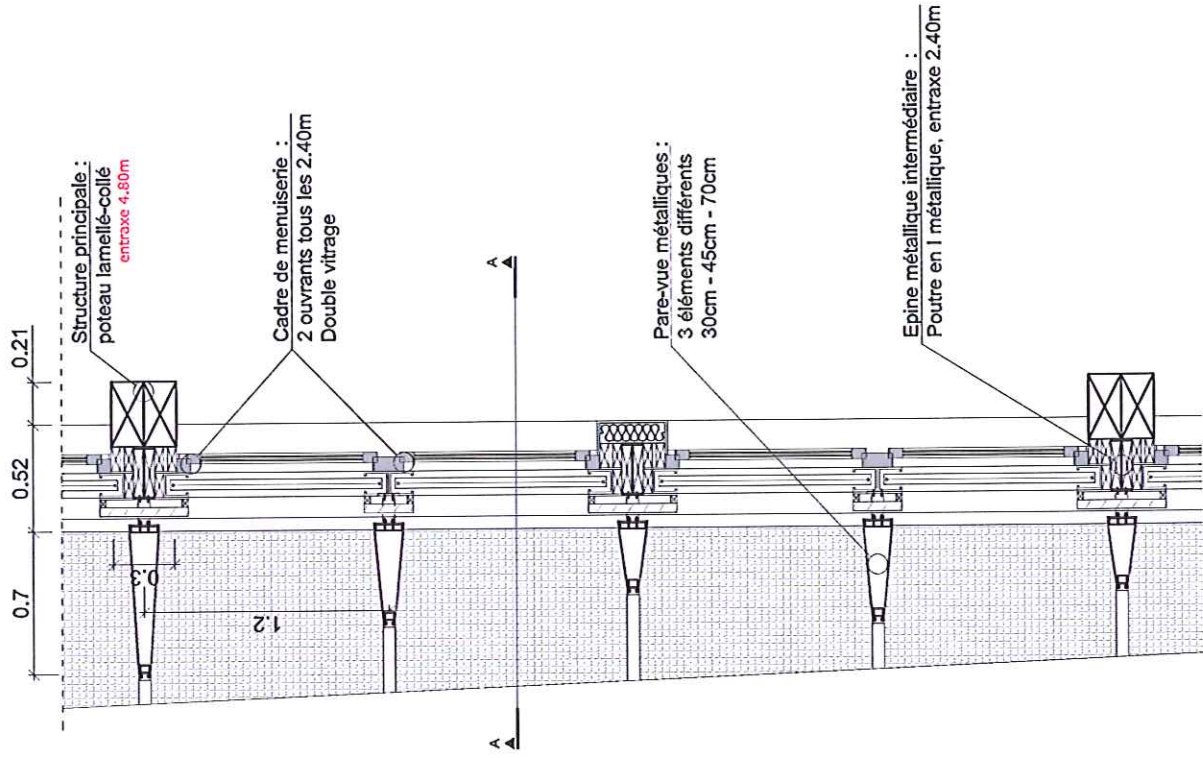 Structure principale :
poteau lamellé-collé
entraxe 4.80m
Cadre de menuiserie :
2 ouvrants tous les 2.40m
Double vitrage
Pare-vue métalliques :
3 éléments différents
30cm - 45cm - 70cm
Epine métallique intermédiaire :
Poutre en I métallique, entraxe 2.40m
0.7
0.52
0.21
0.3
1.2
A
A